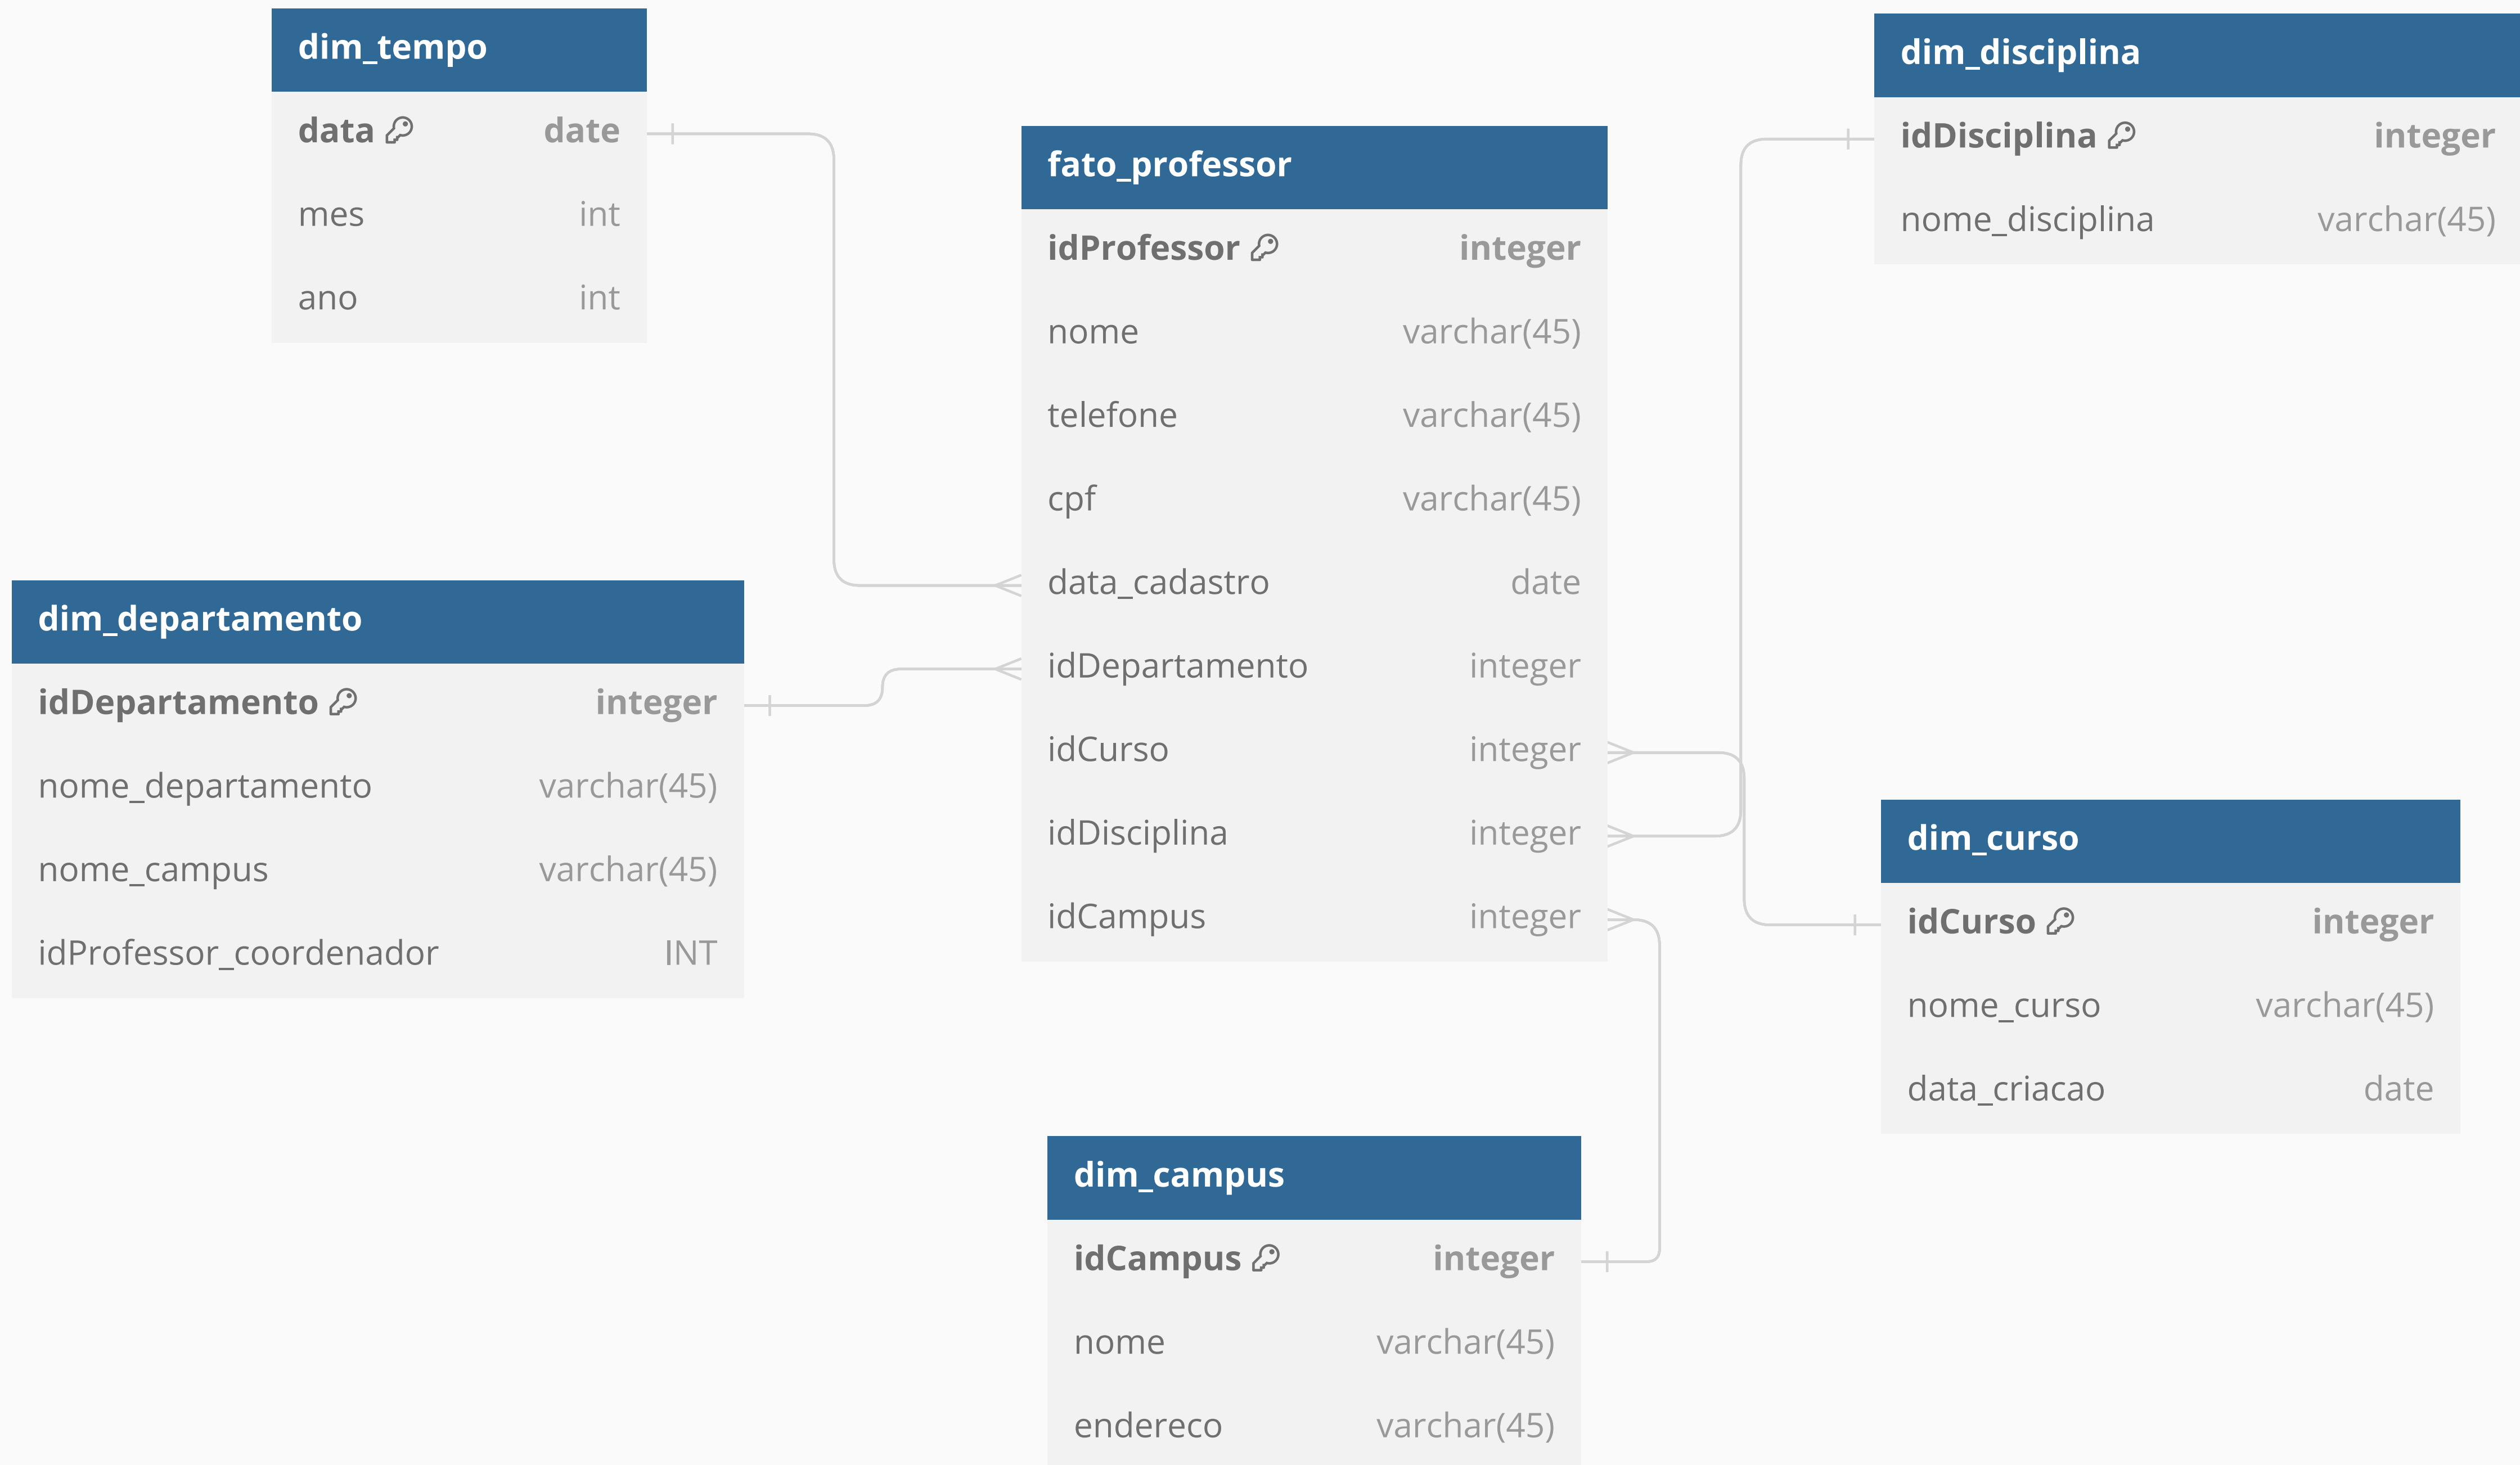 dim_tempo
data date
mes int
ano int
dim_departamento
idDepartamento integer
nome_departamento varchar(45)
nome_campus varchar(45)
idProfessor_coordenador INT
fato_professor
idProfessor integer
nome varchar(45)
telefone varchar(45)
cpf varchar(45)
data_cadastro date
idDepartamento integer
idCurso integer
idDisciplina integer
idCampus integer
dim_campus
idCampus integer
nome varchar(45)
endereco varchar(45)
dim_disciplina
idDisciplina integer
nome_disciplina varchar(45)
dim_curso
idCurso integer
nome_curso varchar(45)
data_criacao date